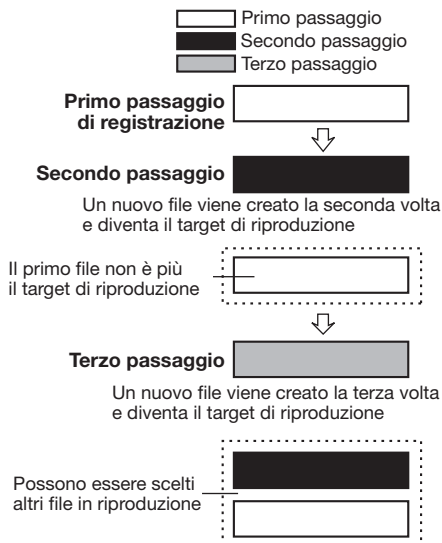 Primo passaggio
Secondo passaggio
Terzo passaggio
Primo passaggio
di registrazione
Secondo passaggio
Un nuovo file viene creato la seconda volta
e diventa il target di riproduzione
Il primo file non è più
il target di riproduzione
Terzo passaggio
Un nuovo file viene creato la terza volta
e diventa il target di riproduzione
Possono essere scelti
altri file in riproduzione